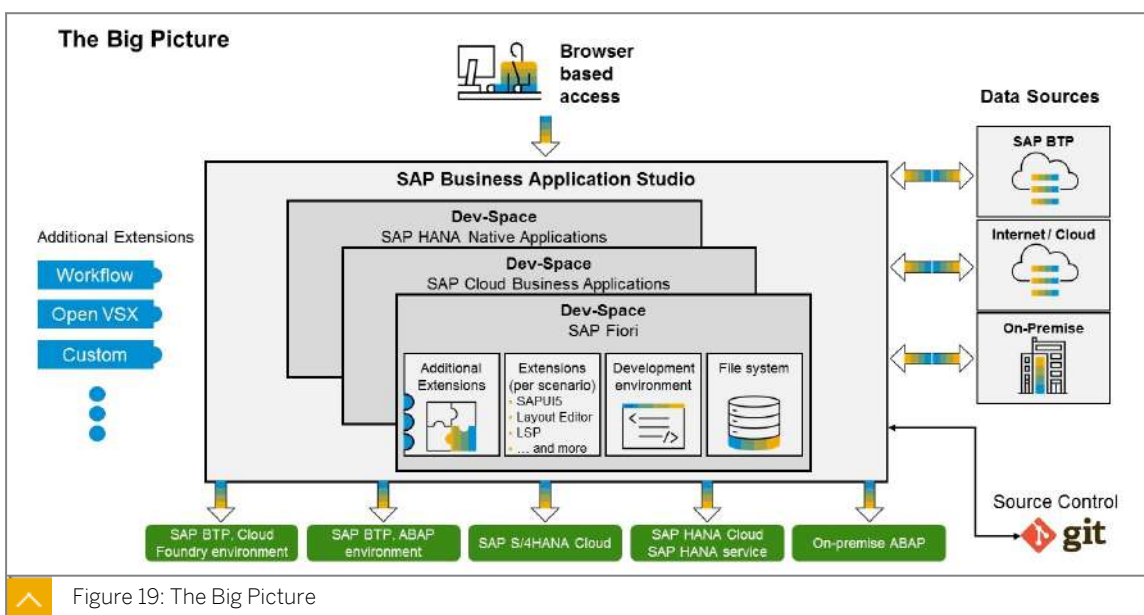 The Big Picture
Browser
based
access
Data Sources
SAP BTP
Internet / Cloud
On-Premise
SAP Business Application Studio
Additional Extensions
Workflow
Open VSX
Custom
Dev-Space
SAP HANA Native Applications
Dev-Space
SAP Cloud Business Applications
Dev-Space
SAP Fiori
Additional
Extensions
Extensions
(per scenario)
• SAPUI5
• Layout Editor
• LSP
• ... and more
Development
environment
File system
SAP BTP, Cloud
Foundry environment
SAP BTP, ABAP
environment
SAP S/4HANA Cloud
SAP HANA Cloud
SAP HANA service
On-premise ABAP
Source Control
git
Figure 19: The Big Picture